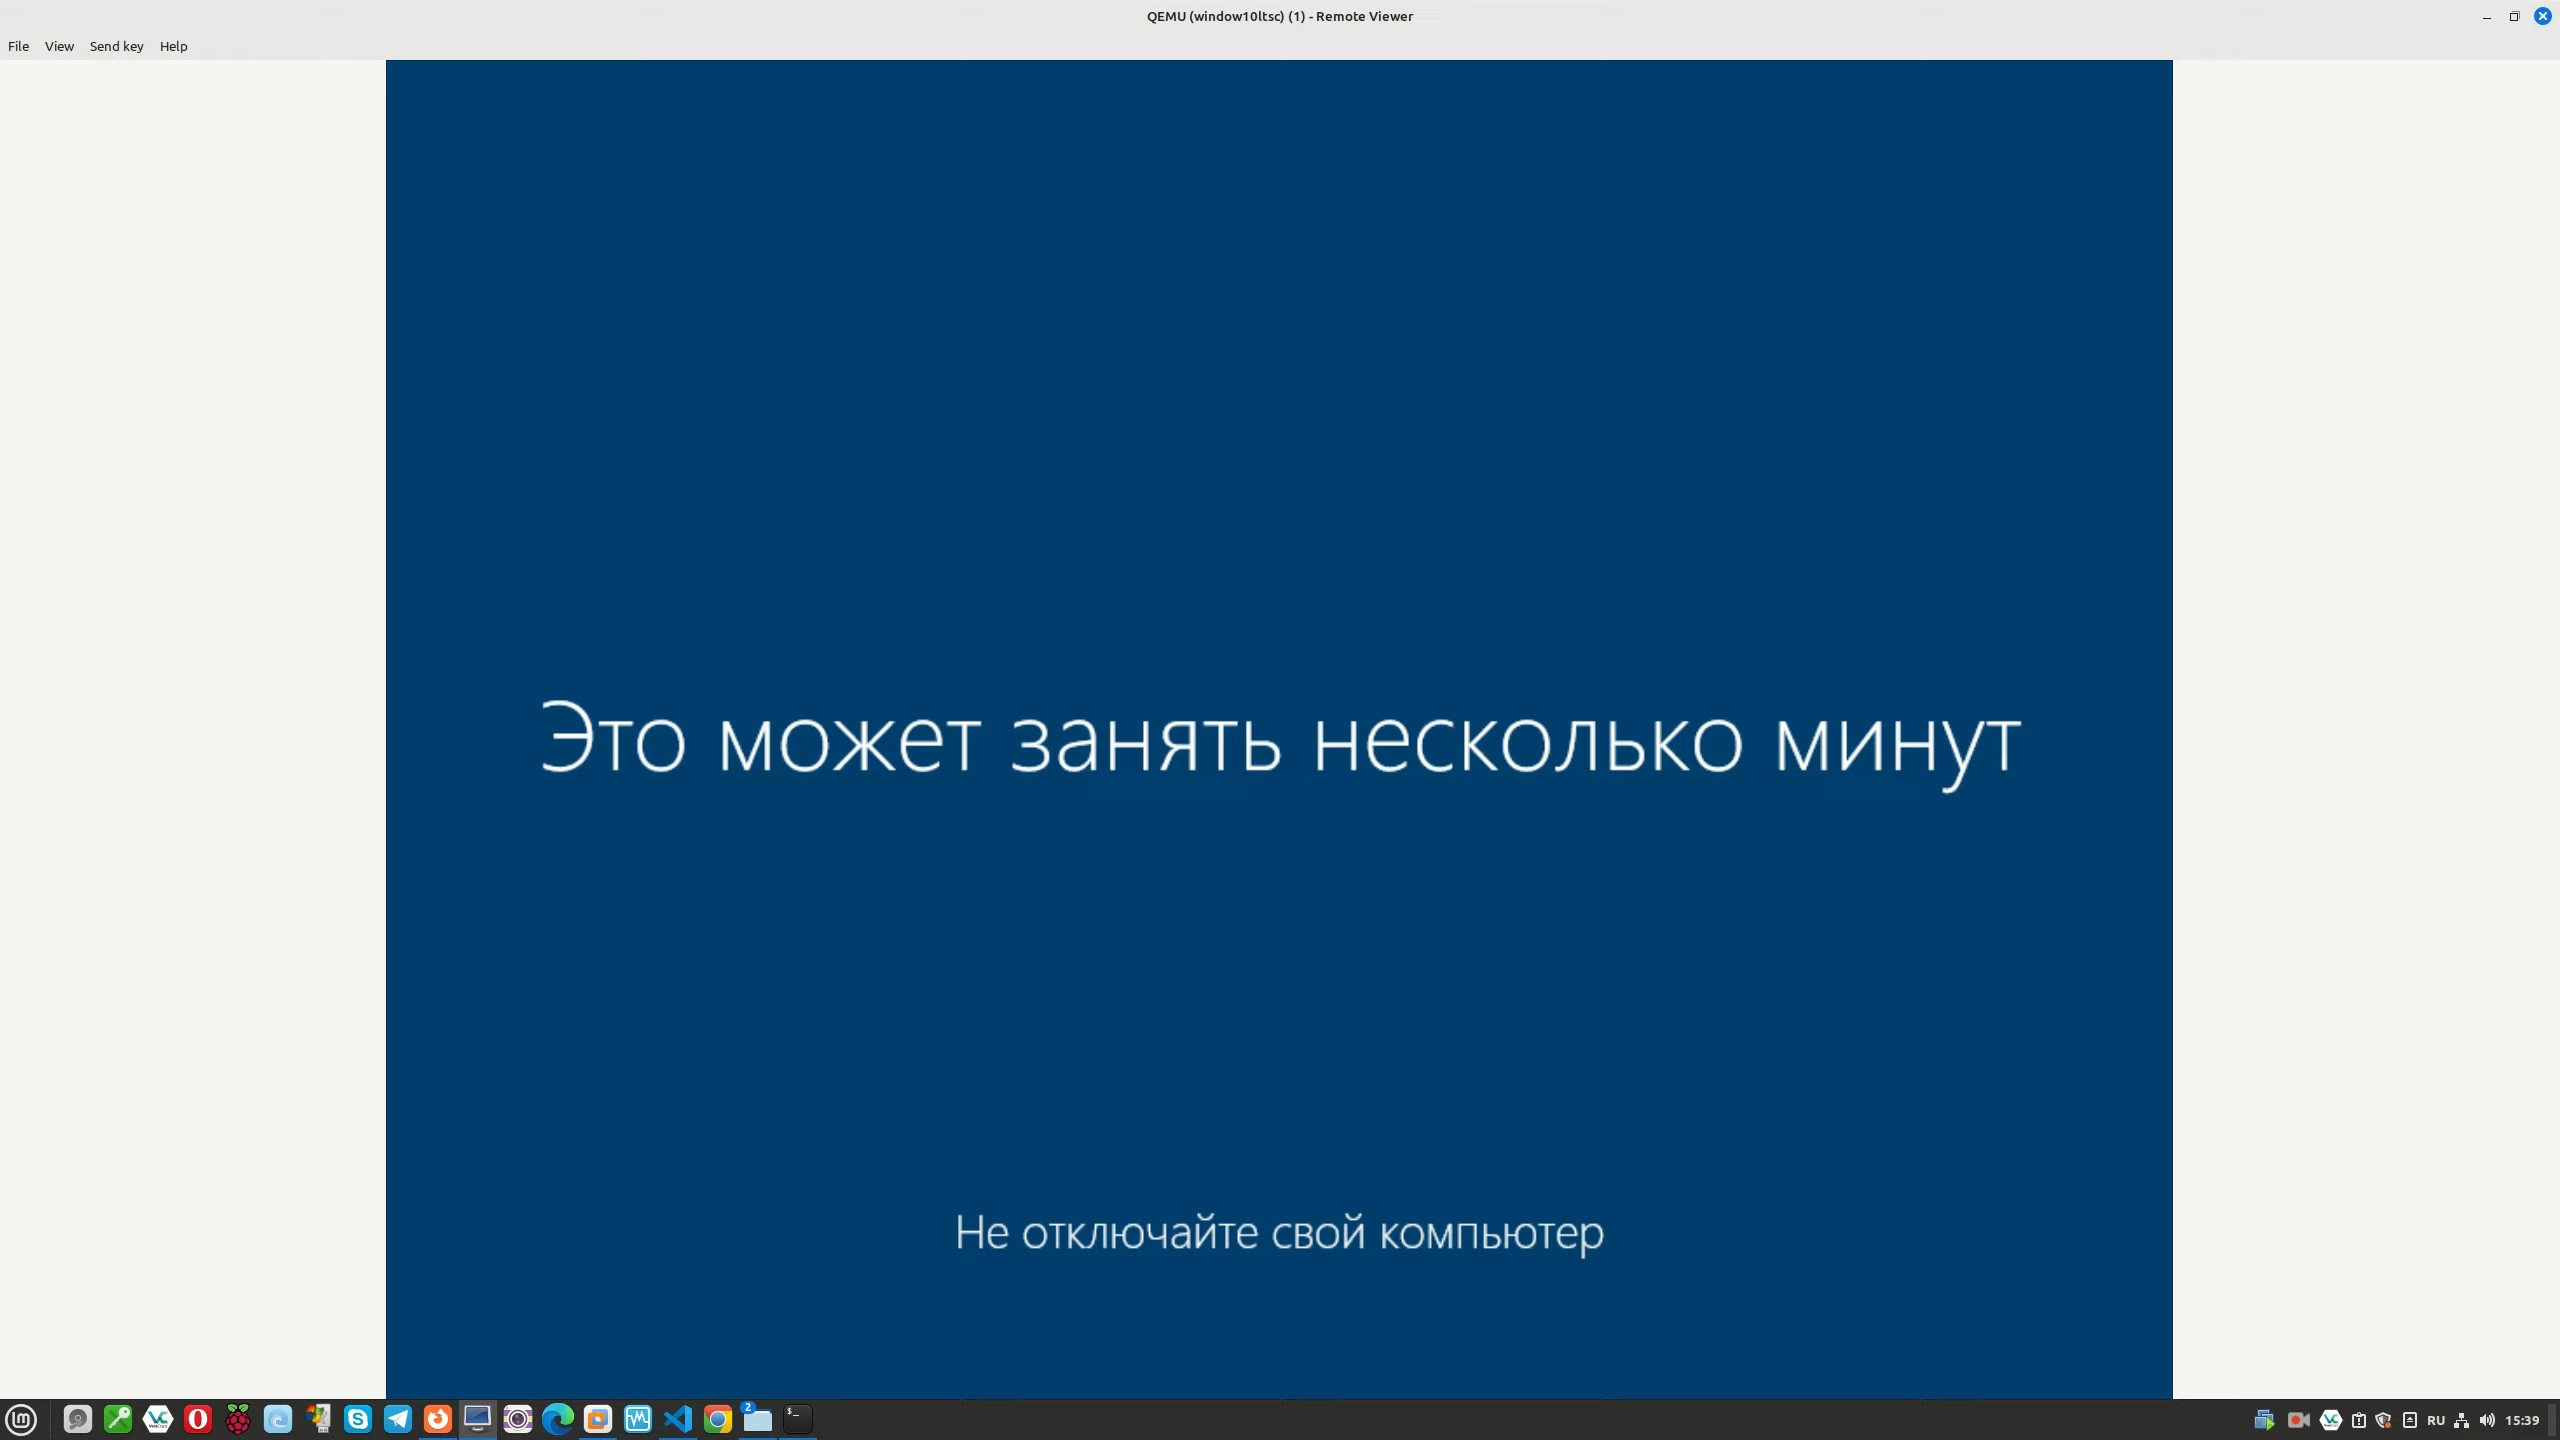 QEMU (window10ltsc) (1) - Remote Viewer
File View Send key Help
Это может занять несколько минут
Не отключайте свой компьютер
2
RU 15:39